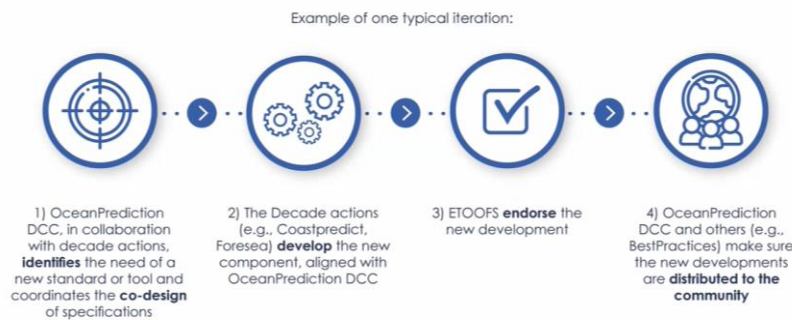 Example of one typical iteration:
1) OceanPrediction
DCC, in collaboration
with decade actions,
identifies the need of a
new standard or tool and
coordinates the co-design
of specifications
2) The Decade actions
(e.g., Coastpredict,
Foresea) develop the new
component, aligned with
OceanPrediction DCC
3) ETOOFS endorse the
new development
4) OceanPrediction
DCC and others (e.g.,
BestPractices) make sure
the new developments
are distributed to the
community